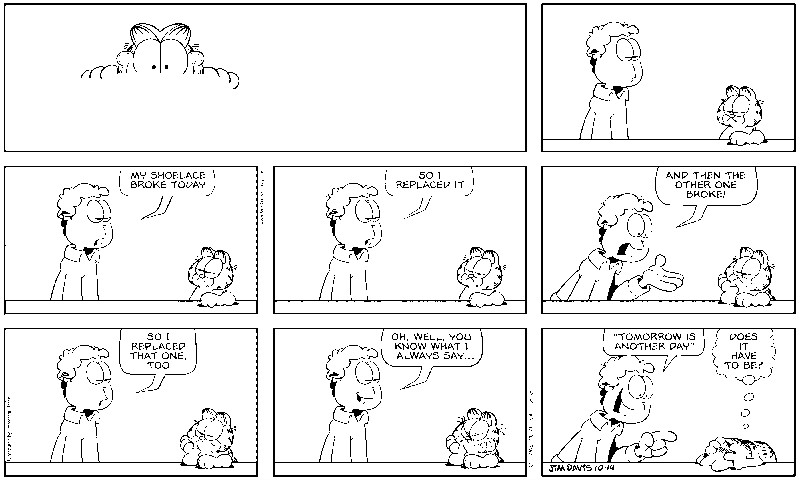 MY SHOELACE
BROKE TODAY
SO I
REPLACED IT
AND THEN THE
OTHER ONE
BROKE!
SO I
REPLACED
THAT ONE,
TOO
OH, WELL, YOU
KNOW WHAT I
ALWAYS SAY...
"TOMORROW IS
ANOTHER DAY"
DOES
IT
HAVE
TO BE?
JIM DAVIS 10-14